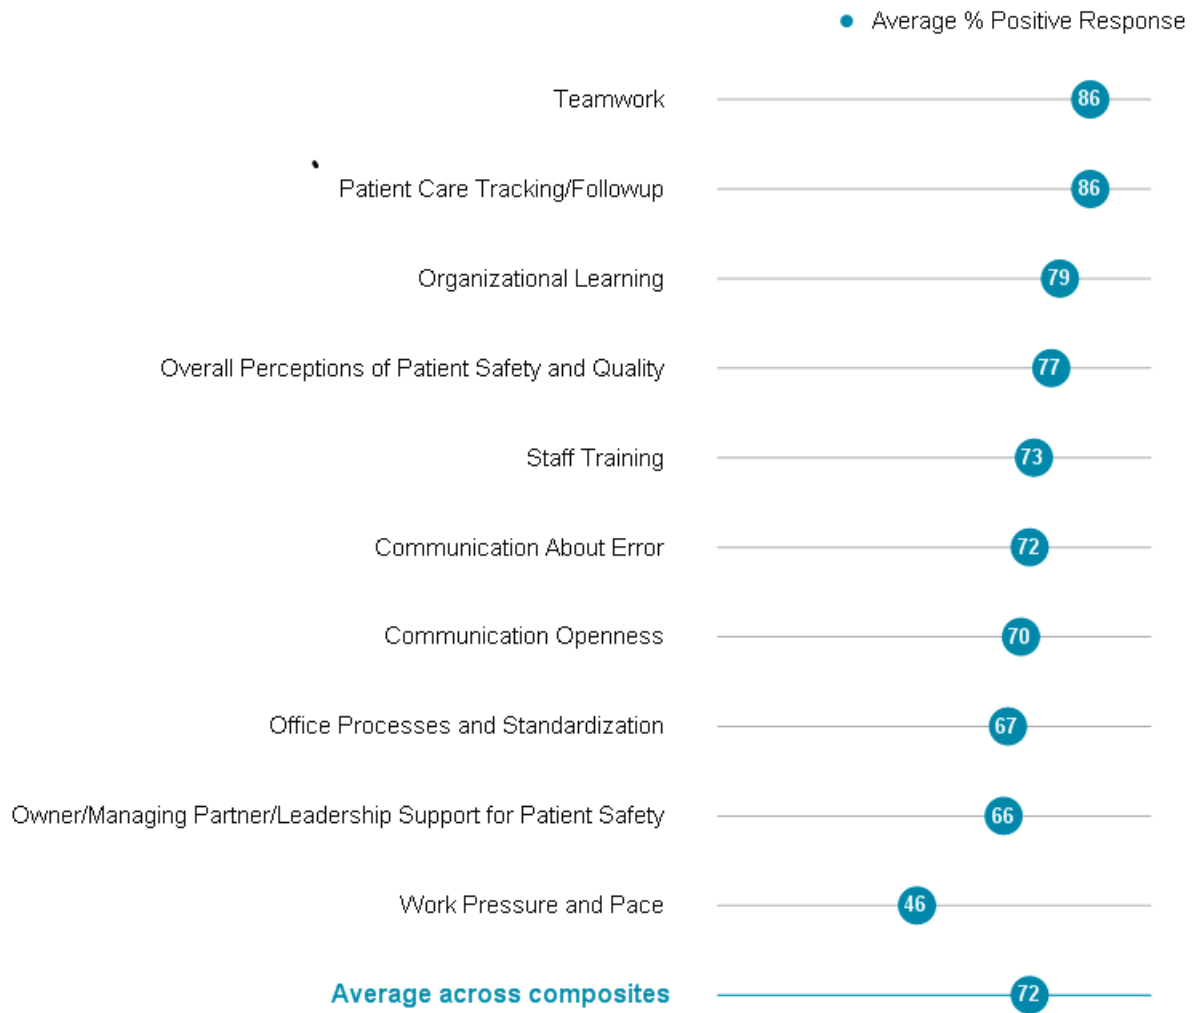 Average % Positive Response
Teamwork 86
Patient Care Tracking/Followup 86
Organizational Learning 79
Overall Perceptions of Patient Safety and Quality 77
Staff Training 73
Communication About Error 72
Communication Openness 70
Office Processes and Standardization 67
Owner/Managing Partner/Leadership Support for Patient Safety 66
Work Pressure and Pace 46
Average across composites 72